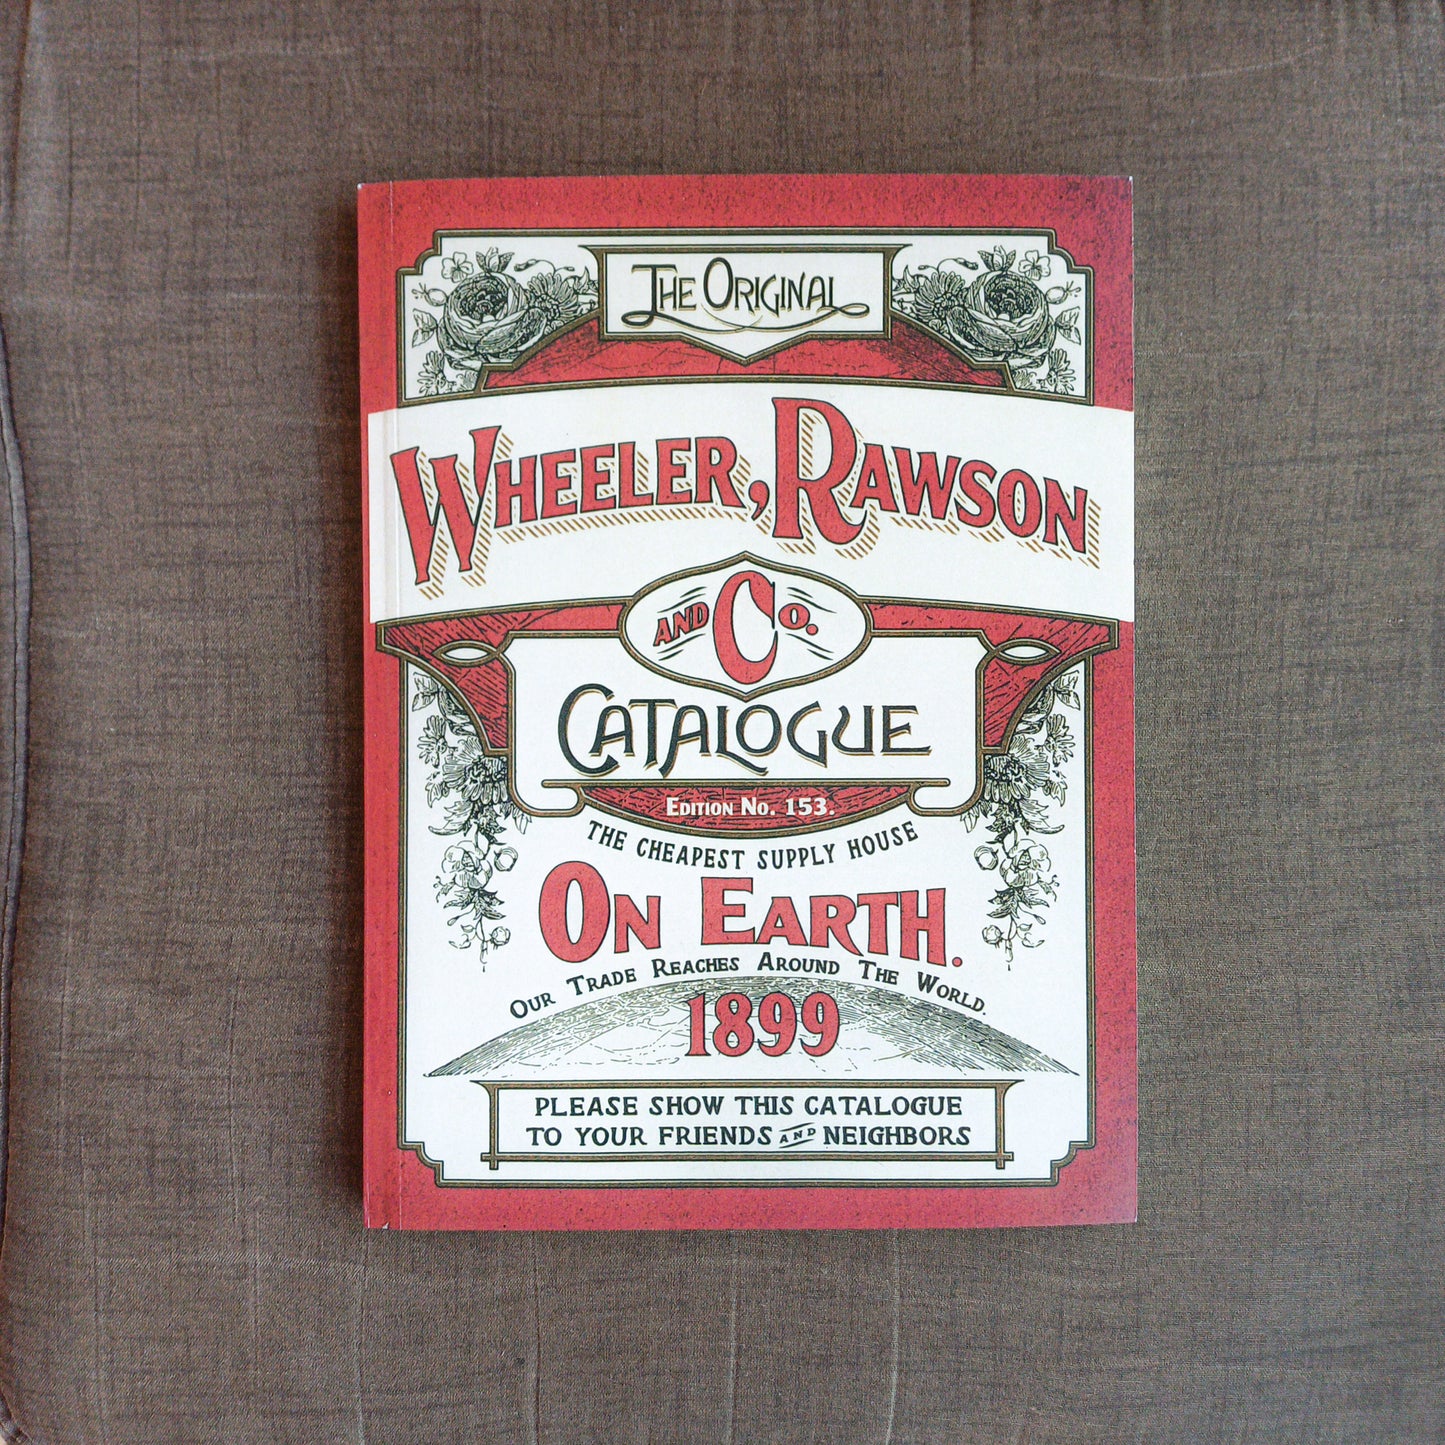 The Original
Wheeler, Rawson
and Co.
Catalogue
Edition No. 153.
THE CHEAPEST SUPPLY HOUSE
On Earth.
Our Trade Reaches Around The World.
1899
PLEASE SHOW THIS CATALOGUE
TO YOUR FRIENDS AND NEIGHBORS